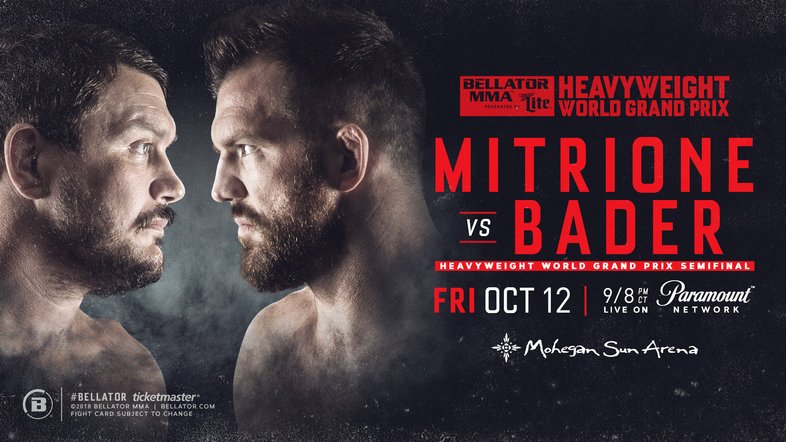 BELLATOR
MMA
PRESENTED BY
Lite
HEAVYWEIGHT
WORLD GRAND PRIX
MITRIONE
VS
BADER
HEAVYWEIGHT WORLD GRAND PRIX SEMIFINAL
FRI OCT 12
9/8 PM CT
LIVE ON
Paramount™
NETWORK
Mohegan Sun Arena
B
#BELLATOR ticketmaster®
©2018 BELLATOR MMA | BELLATOR.COM
FIGHT CARD SUBJECT TO CHANGE